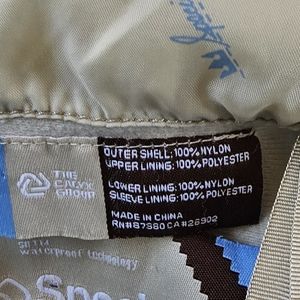 THE
CALYX
GROUP
OUTER SHELL: 100% NYLON
UPPER LINING: 100% POLYESTER
LOWER LINING: 100% NYLON
SLEEVE LINING: 100% POLYESTER
MADE IN CHINA
RN#87980 CA#26902
waterproof technology